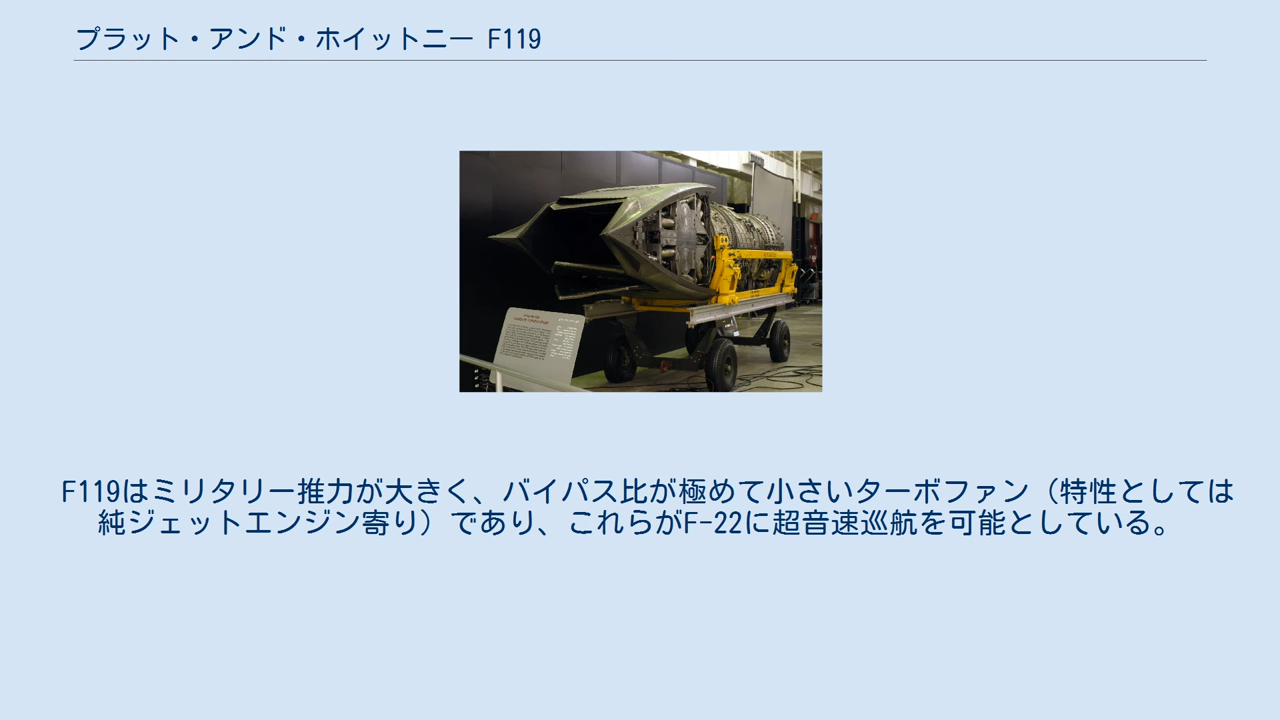 プラット・アンド・ホイットニー F119
F119はミリタリー推力が大きく、バイパス比が極めて小さいターボファン（特性としては
純ジェットエンジン寄り）であり、これらがF-22に超音速巡航を可能としている。